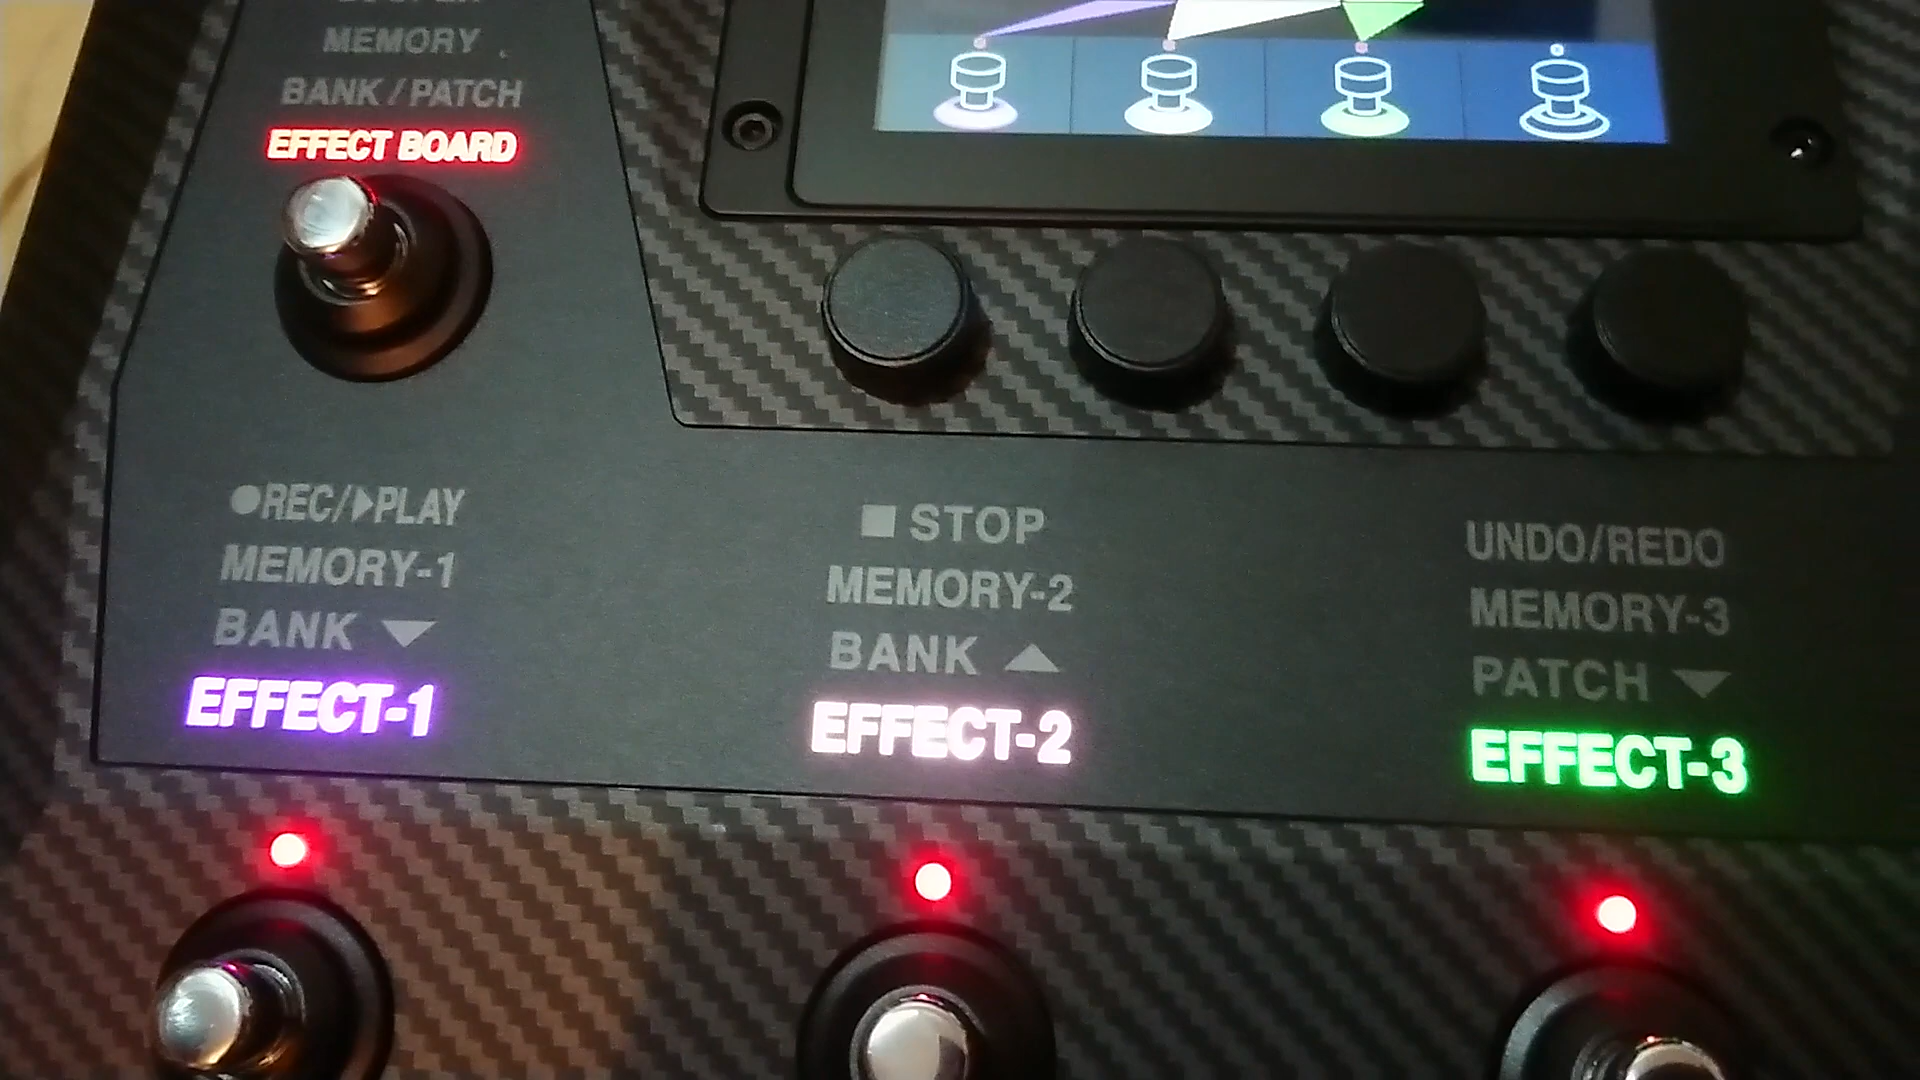 MEMORY
BANK / PATCH
EFFECT BOARD
●REC/▶PLAY
MEMORY-1
BANK ▼
EFFECT-1
■ STOP
MEMORY-2
BANK ▲
EFFECT-2
UNDO/REDO
MEMORY-3
PATCH ▼
EFFECT-3